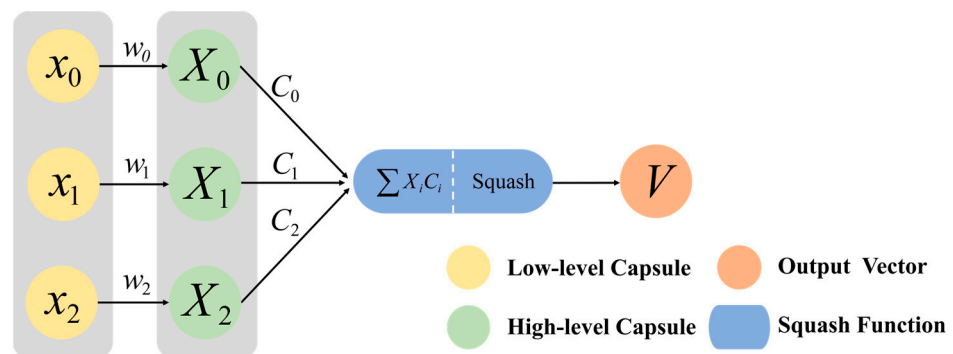 x₀ w₀ X₀ C₀
x₁ w₁ X₁ C₁ ∑ XᵢCᵢ Squash V
x₂ w₂ X₂ C₂
Low-level Capsule Output Vector
High-level Capsule Squash Function